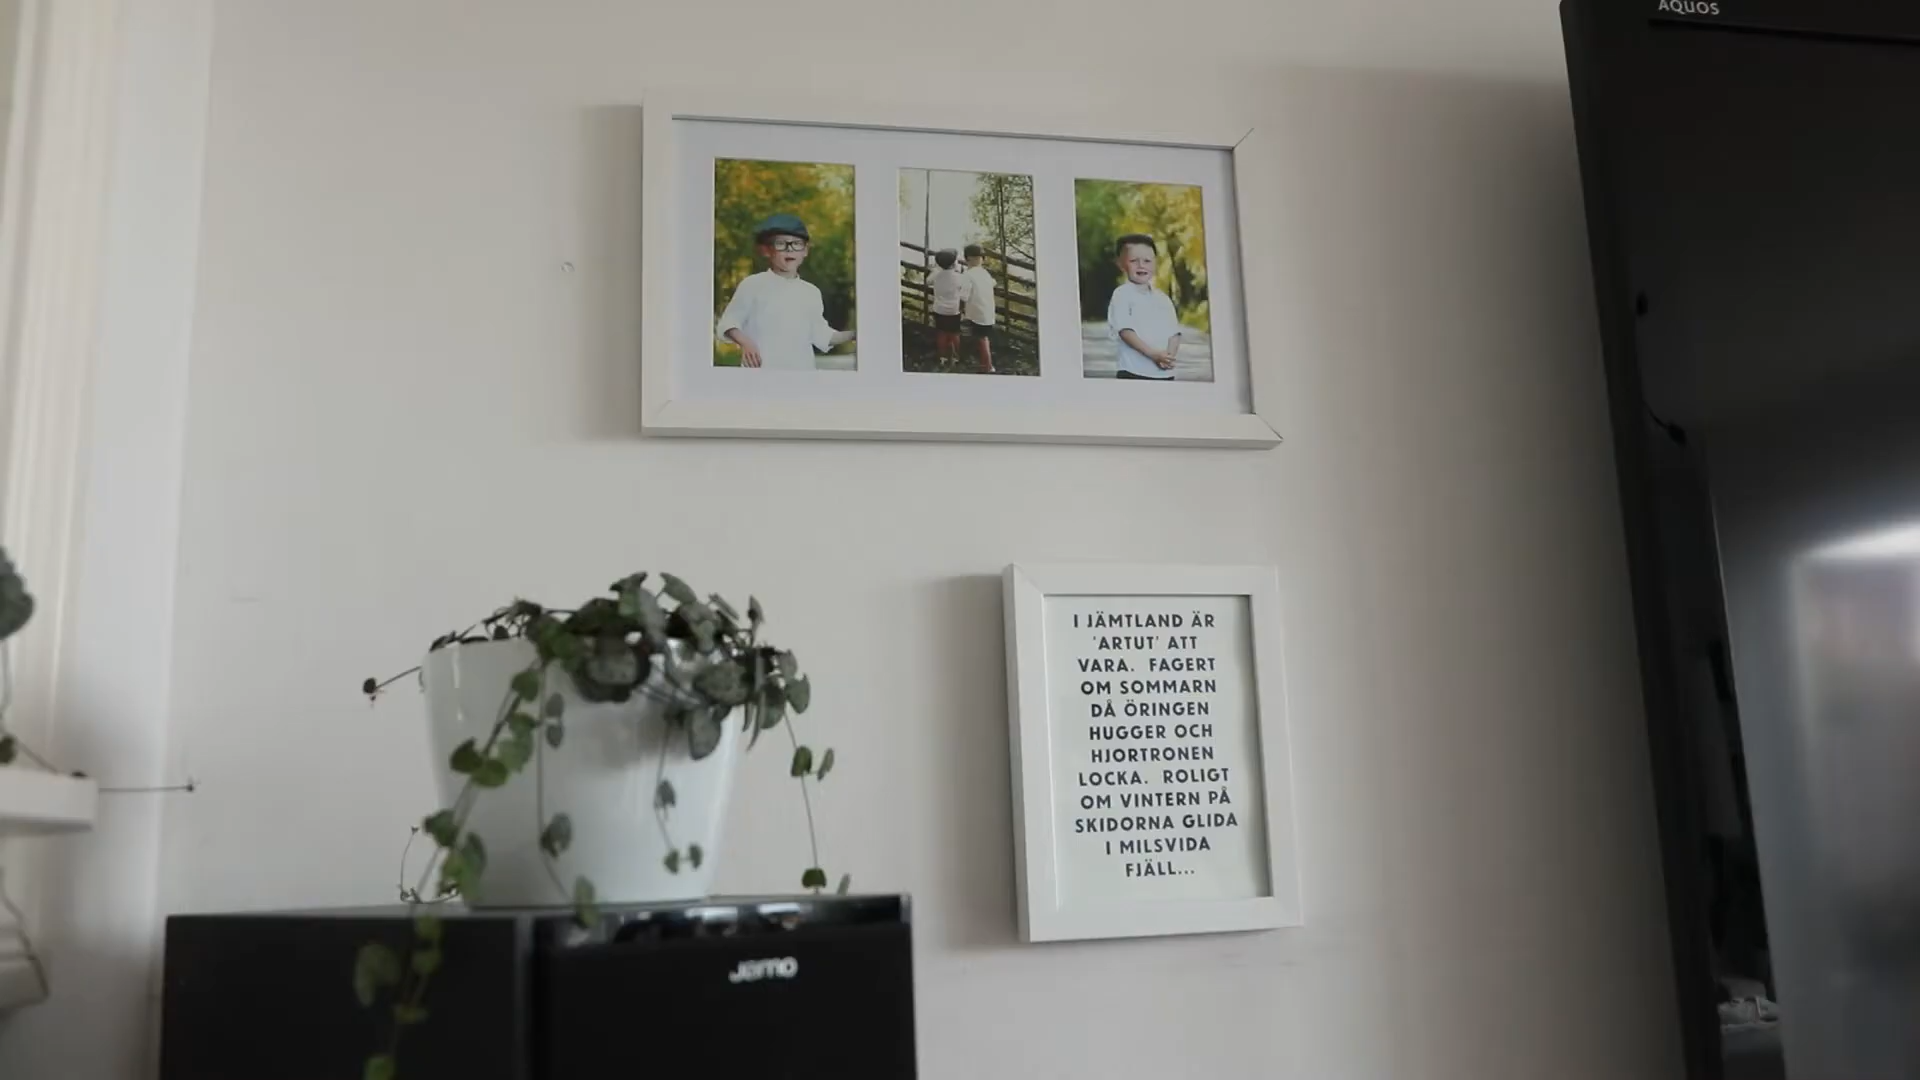 AQUOS
I JÄMTLAND ÄR
'ARTUT' ATT
VARA. FAGERT
OM SOMMARN
DÅ ÖRINGEN
HUGGER OCH
HJORTRONEN
LOCKA. ROLIGT
OM VINTERN PÅ
SKIDORNA GLIDA
I MILSVIDA
FJÄLL...
Jamo